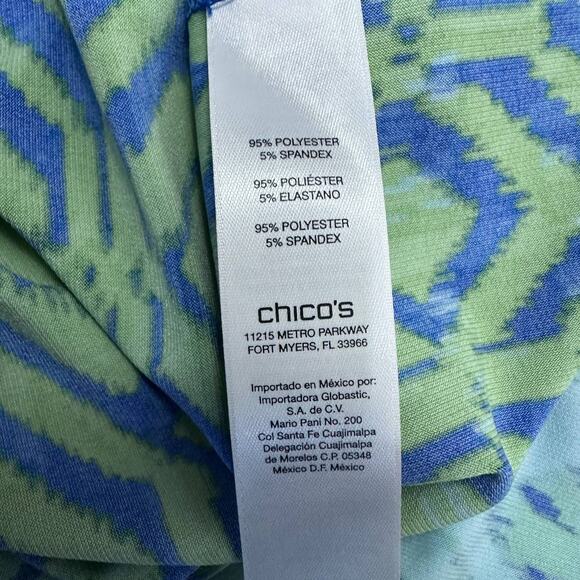 95% POLYESTER
5% SPANDEX
95% POLIÉSTER
5% ELASTANO
95% POLYESTER
5% SPANDEX
chico's
11215 METRO PARKWAY
FORT MYERS, FL 33966
Importado en México por:
Importadora Globastic,
S.A. de C.V.
Mario Pani No. 200
Col Santa Fe Cuajimalpa
Delegación Cuajimalpa
de Morelos C.P. 05348
México D.F. México